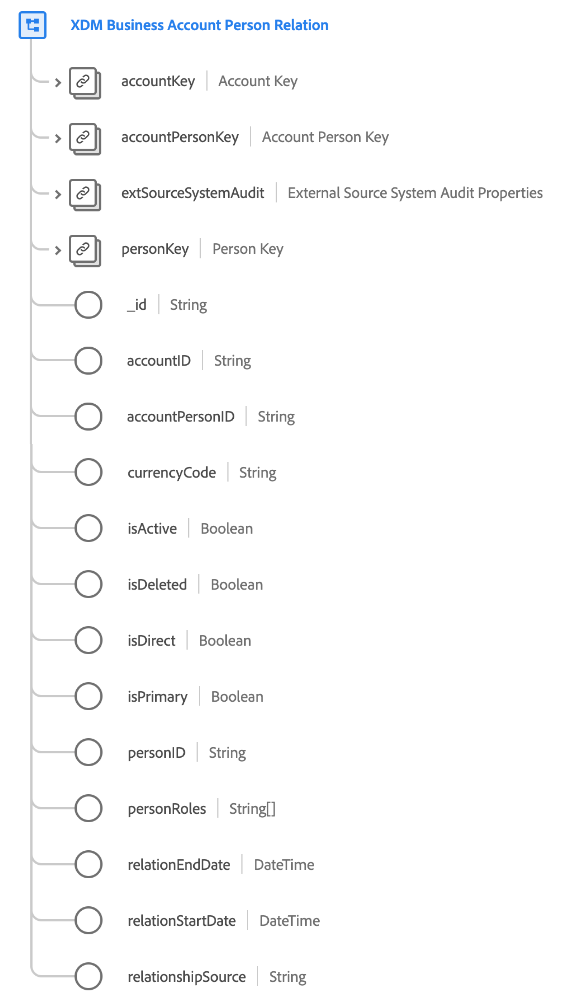 XDM Business Account Person Relation
accountKey Account Key
accountPersonKey Account Person Key
extSourceSystemAudit External Source System Audit Properties
personKey Person Key
_id String
accountID String
accountPersonID String
currencyCode String
isActive Boolean
isDeleted Boolean
isDirect Boolean
isPrimary Boolean
personID String
personRoles String[]
relationEndDate DateTime
relationStartDate DateTime
relationshipSource String